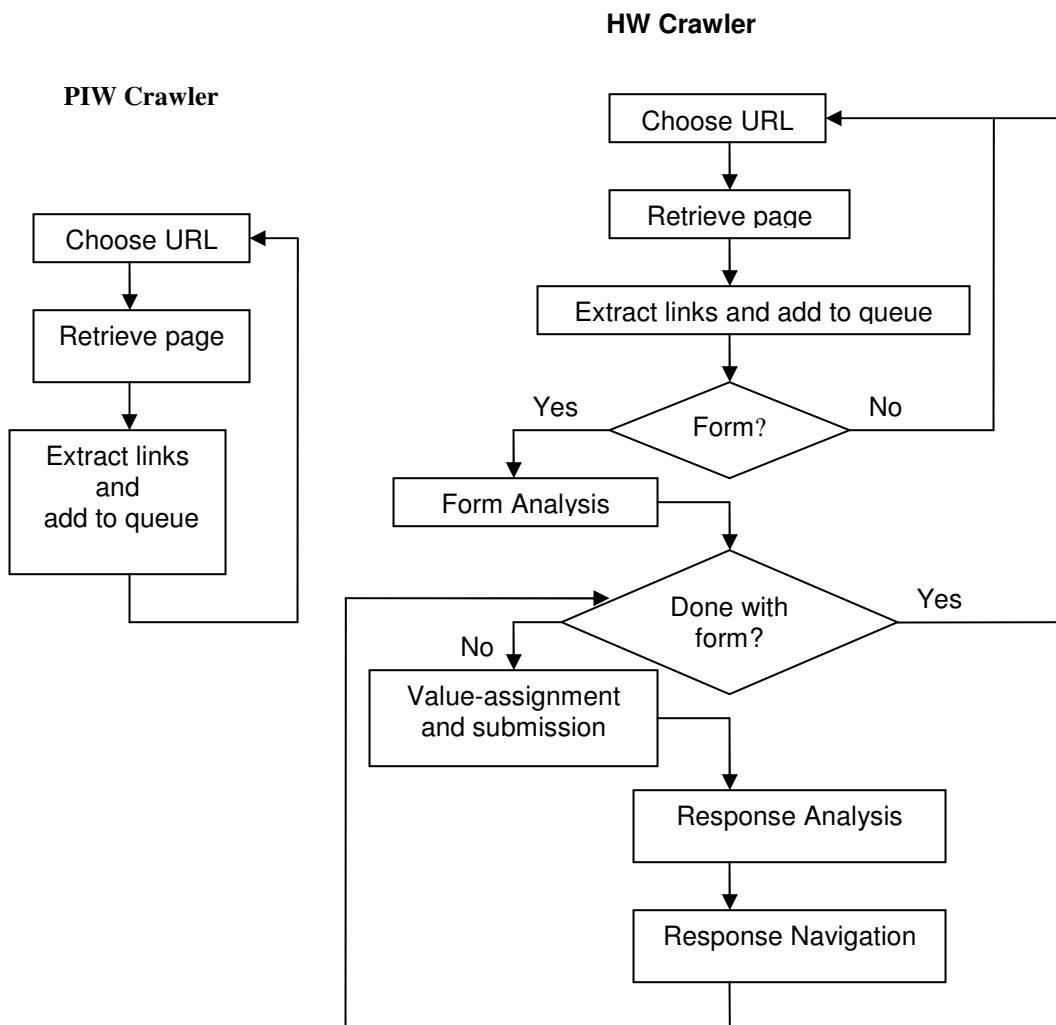 PIW Crawler
Choose URL
Retrieve page
Extract links
and
add to queue
HW Crawler
Choose URL
Retrieve page
Extract links and add to queue
Form?
Yes
No
Form Analysis
Done with
form?
Yes
No
Value-assignment
and submission
Response Analysis
Response Navigation